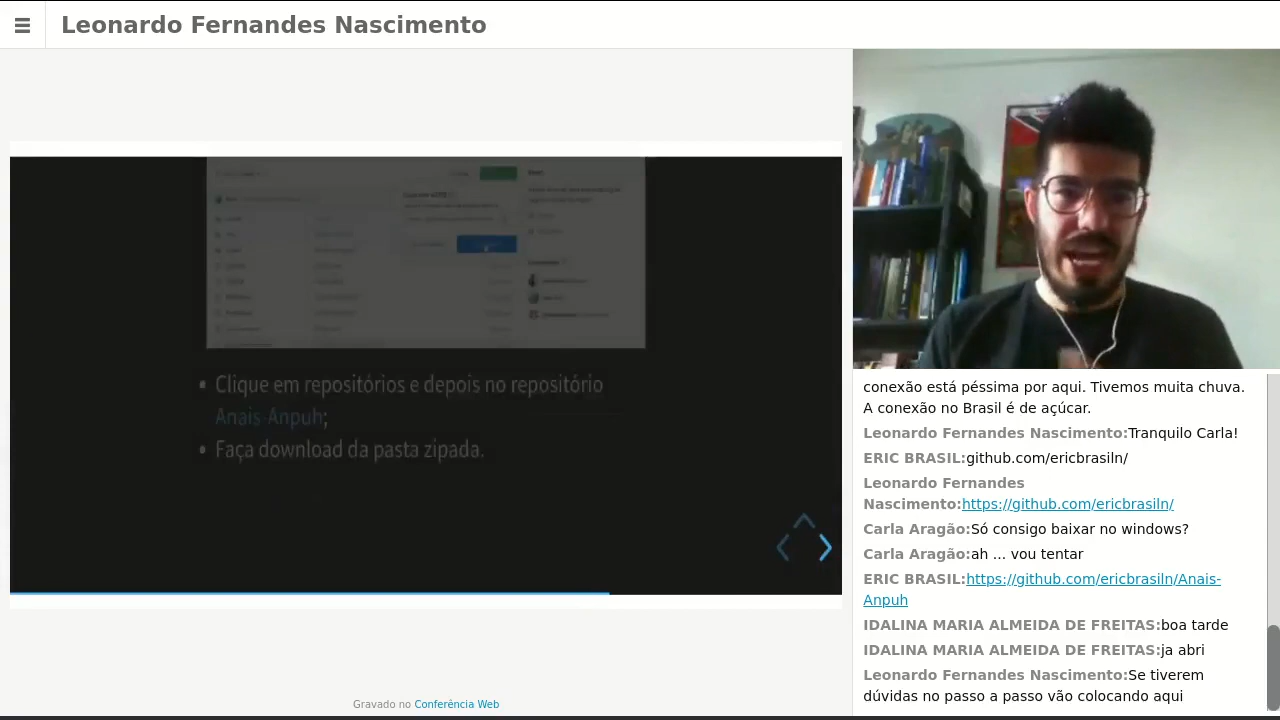 Leonardo Fernandes Nascimento
Clique em repositórios e depois no repositório
Anais-Anpuh;
Faça download da pasta zipada.
Gravado no Conferência Web
conexão está péssima por aqui. Tivemos muita chuva.
A conexão no Brasil é de açúcar.
Leonardo Fernandes Nascimento:Tranquilo Carla!
ERIC BRASIL:github.com/ericbrasiln/
Leonardo Fernandes
Nascimento:https://github.com/ericbrasiln/
Carla Aragão:Só consigo baixar no windows?
Carla Aragão:ah ... vou tentar
ERIC BRASIL:https://github.com/ericbrasiln/Anais-
Anpuh
IDALINA MARIA ALMEIDA DE FREITAS:boa tarde
IDALINA MARIA ALMEIDA DE FREITAS:ja abri
Leonardo Fernandes Nascimento:Se tiverem
dúvidas no passo a passo vão colocando aqui